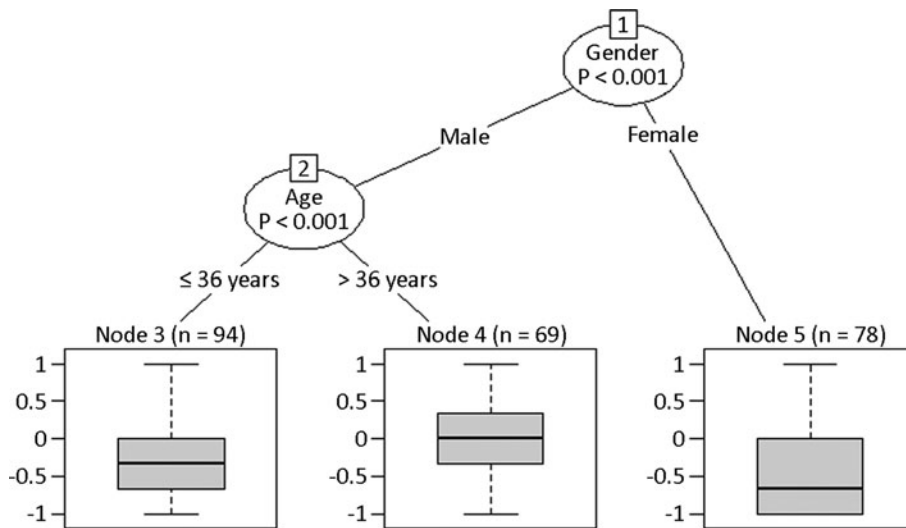 1
Gender
P < 0.001
Male
Female
2
Age
P < 0.001
≤ 36 years
> 36 years
Node 3 (n = 94)
1
0.5
0
-0.5
-1
Node 4 (n = 69)
1
0.5
0
-0.5
-1
Node 5 (n = 78)
1
0.5
0
-0.5
-1